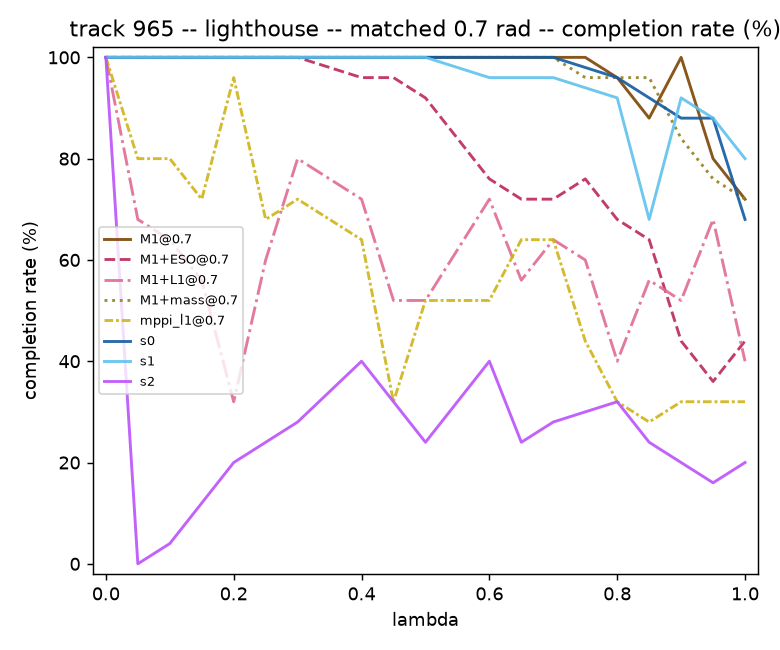 track 965 -- lighthouse -- matched 0.7 rad -- completion rate (%)
100
80
60
40
20
0
completion rate (%)
M1@0.7
M1+ESO@0.7
M1+L1@0.7
M1+mass@0.7
mppi_l1@0.7
s0
s1
s2
0.0 0.2 0.4 0.6 0.8 1.0
lambda